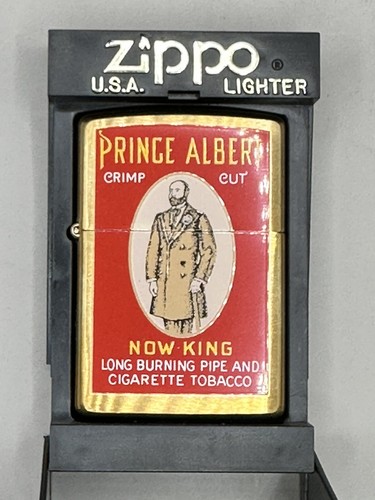 zippo ®
U.S.A. LIGHTER
PRINCE ALBERT
CRIMP CUT
NOW KING
LONG BURNING PIPE AND
CIGARETTE TOBACCO